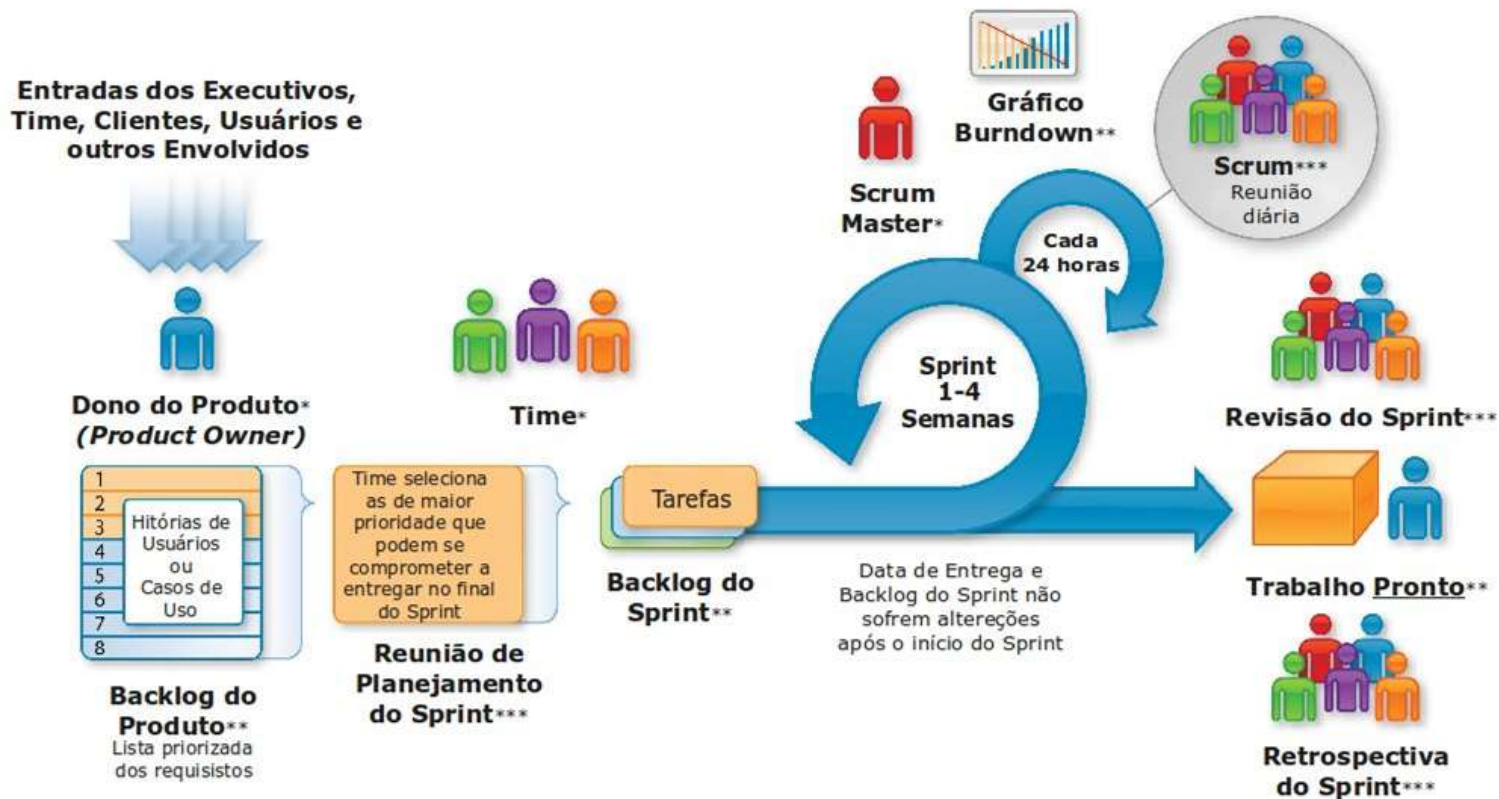 Entradas dos Executivos,
Time, Clientes, Usuários e
outros Envolvidos
Dono do Produto*
(Product Owner)
1
2
3
4
5
6
7
8
Hitórias de
Usuários
ou
Casos de
Uso
Backlog do
Produto**
Lista priorizada
dos requisistos
Time*
Time seleciona
as de maior
prioridade que
podem se
comprometer a
entregar no final
do Sprint
Reunião de
Planejamento
do Sprint***
Tarefas
Backlog do
Sprint**
Scrum
Master*
Gráfico
Burndown**
Cada
24 horas
Scrum***
Reunião
diária
Sprint
1-4
Semanas
Data de Entrega e
Backlog do Sprint não
sofrem altereções
após o início do Sprint
Revisão do Sprint***
Trabalho Pronto**
Retrospectiva
do Sprint***